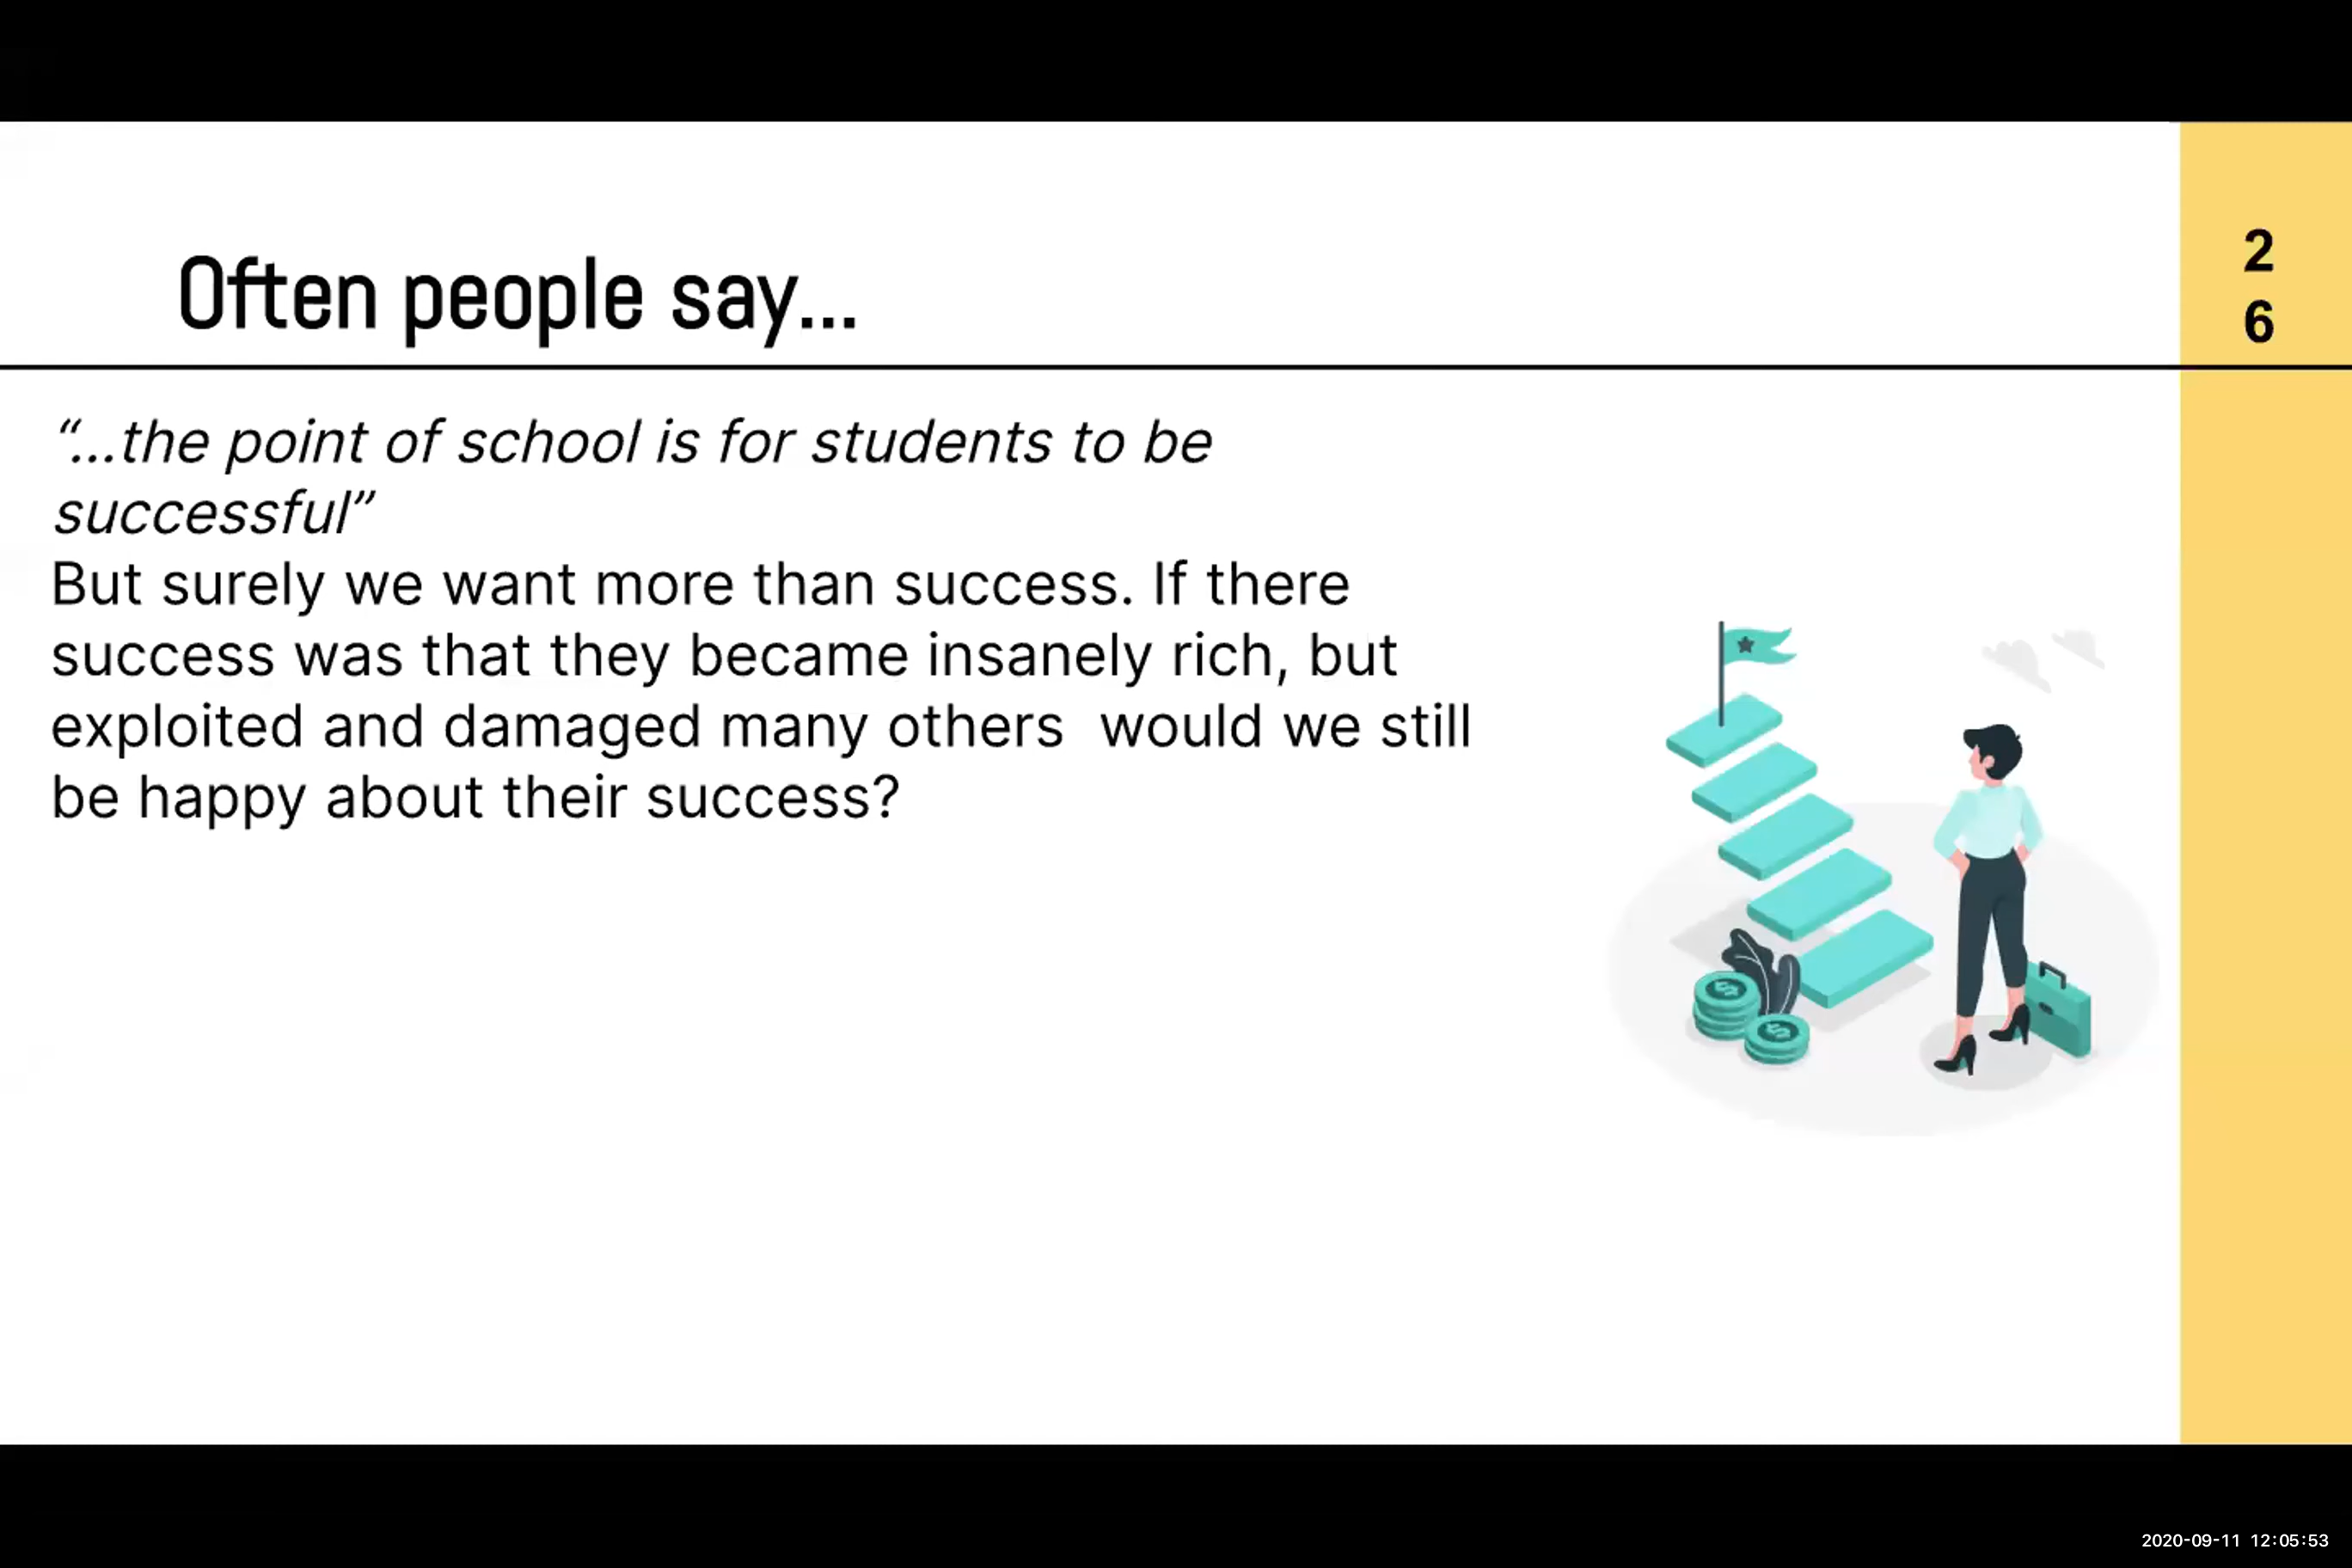 Often people say...
2
6
“...the point of school is for students to be
successful”
But surely we want more than success. If there
success was that they became insanely rich, but
exploited and damaged many others  would we still
be happy about their success?
$
$
2020-09-11 12:05:53